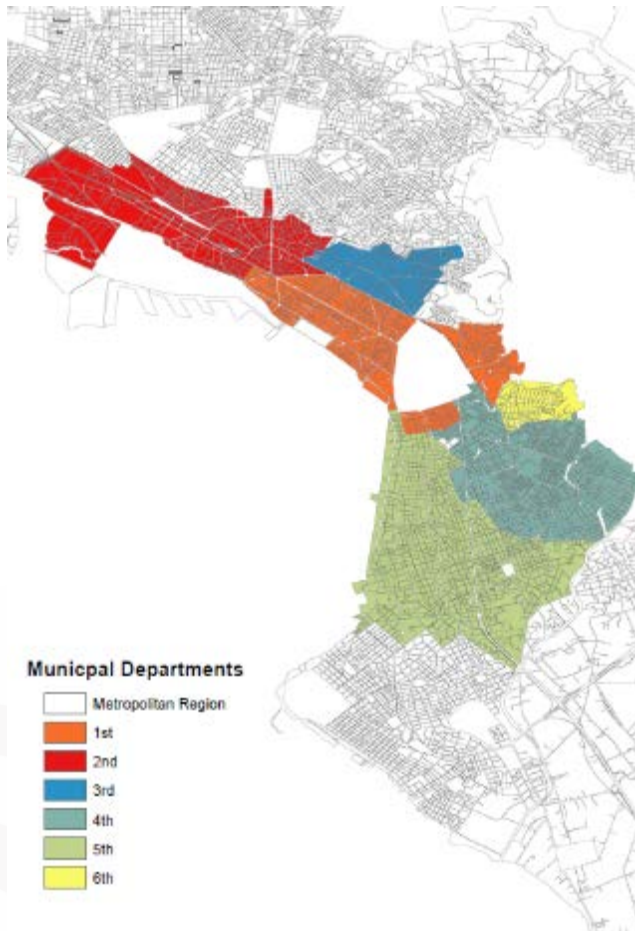 Municpal Departments
Metropolitan Region
1st
2nd
3rd
4th
5th
6th